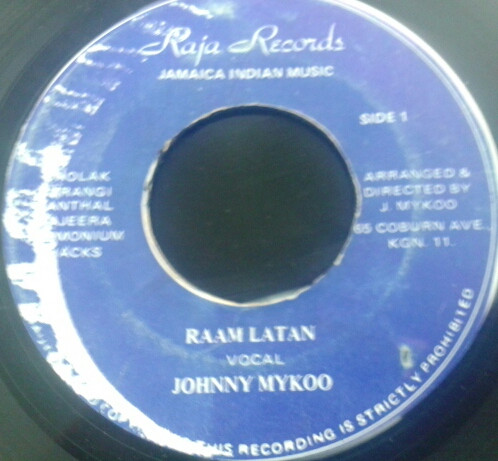 Raja Records
JAMAICA INDIAN MUSIC
SIDE 1
ARRANGED &
DIRECTED BY
J. MYKOO
65 COBURN AVE.
KGN. 11.
RAAM LATAN
VOCAL
JOHNNY MYKOO
THIS RECORDING IS STRICTLY PROHIBITED